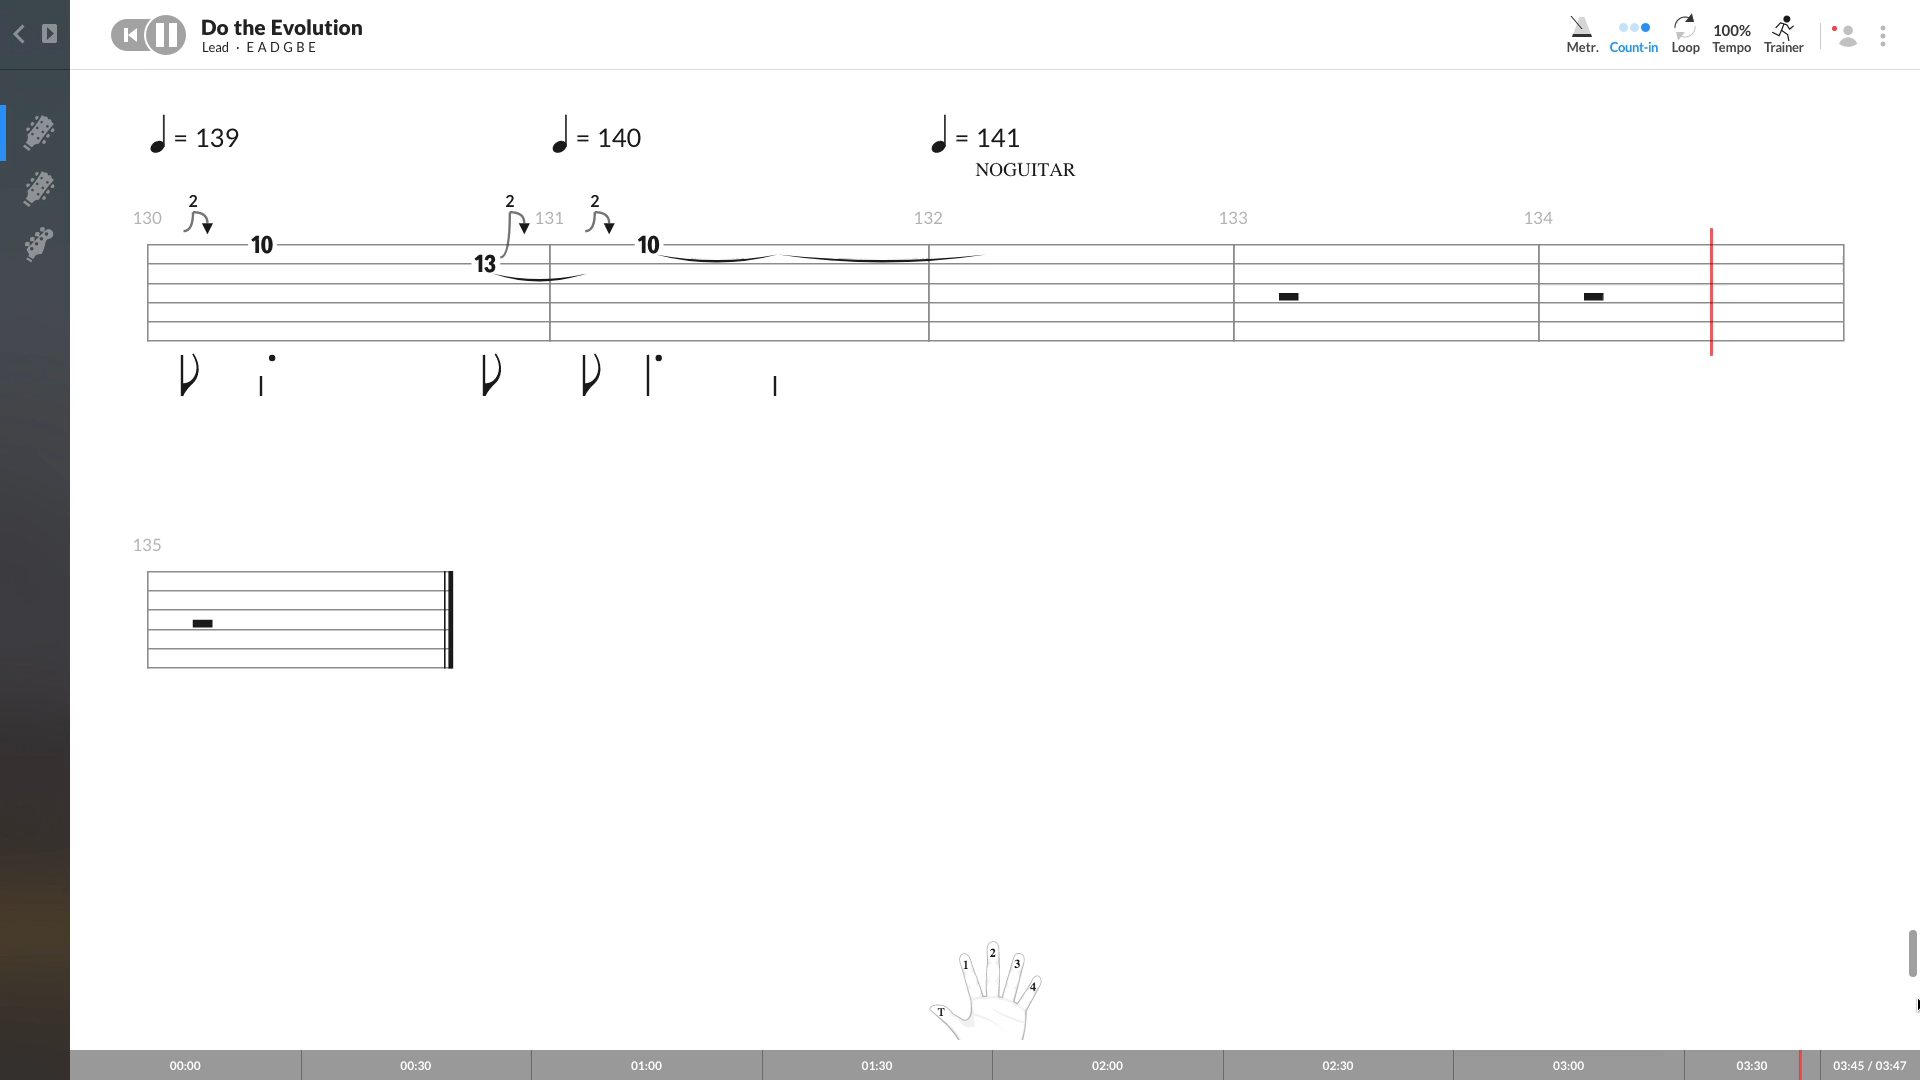 Do the Evolution
Lead · E A D G B E
Metr.
Count-in
Loop
100%
Tempo
Trainer
= 139
= 140
= 141
NOGUITAR
2
2
2
130
131
132
133
134
10
10
13
135
1
2
3
4
T
00:00
00:30
01:00
01:30
02:00
02:30
03:00
03:30
03:45 / 03:47